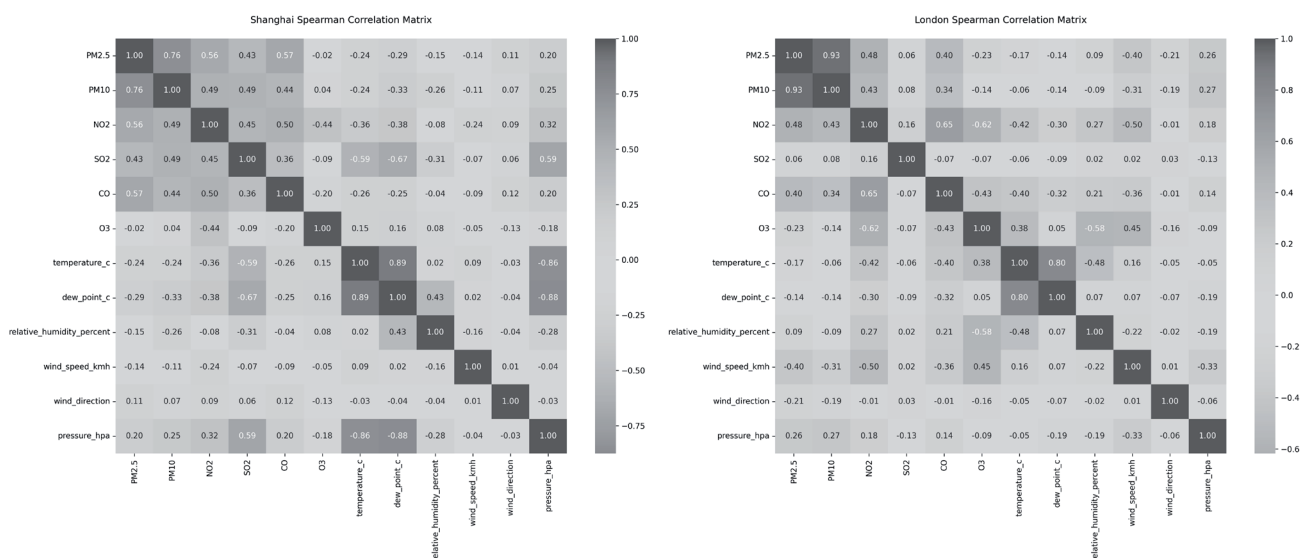 Shanghai Spearman Correlation Matrix
PM2.5 1.00 0.76 0.56 0.43 0.57 -0.02 -0.24 -0.29 -0.15 -0.14 0.11 0.20
PM10 0.76 1.00 0.49 0.49 0.44 0.04 -0.24 -0.33 -0.26 -0.11 0.07 0.25
NO2 0.56 0.49 1.00 0.45 0.50 -0.44 -0.36 -0.38 -0.08 -0.24 0.09 0.32
SO2 0.43 0.49 0.45 1.00 0.36 -0.09 -0.59 -0.67 -0.31 -0.07 0.06 0.59
CO 0.57 0.44 0.50 0.36 1.00 -0.20 -0.26 -0.25 -0.04 -0.09 0.12 0.20
O3 -0.02 0.04 -0.44 -0.09 -0.20 1.00 0.15 0.16 0.08 -0.05 -0.13 -0.18
temperature_c -0.24 -0.24 -0.36 -0.59 -0.26 0.15 1.00 0.89 0.02 0.09 -0.03 -0.86
dew_point_c -0.29 -0.33 -0.38 -0.67 -0.25 0.16 0.89 1.00 0.43 0.02 -0.04 -0.88
relative_humidity_percent -0.15 -0.26 -0.08 -0.31 -0.04 0.08 0.02 0.43 1.00 -0.16 -0.04 -0.28
wind_speed_kmh -0.14 -0.11 -0.24 -0.07 -0.09 -0.05 0.09 0.02 -0.16 1.00 0.01 -0.04
wind_direction 0.11 0.07 0.09 0.06 0.12 -0.13 -0.03 -0.04 -0.04 0.01 1.00 -0.03
pressure_hpa 0.20 0.25 0.32 0.59 0.20 -0.18 -0.86 -0.88 -0.28 -0.04 -0.03 1.00
PM2.5
PM10
NO2
SO2
CO
O3
temperature_c
dew_point_c
elative_humidity_percent
wind_speed_kmh
wind_direction
pressure_hpa
1.00
0.75
0.50
0.25
0.00
−0.25
−0.50
−0.75
London Spearman Correlation Matrix
PM2.5 1.00 0.93 0.48 0.06 0.40 -0.23 -0.17 -0.14 0.09 -0.40 -0.21 0.26
PM10 0.93 1.00 0.43 0.08 0.34 -0.14 -0.06 -0.14 -0.09 -0.31 -0.19 0.27
NO2 0.48 0.43 1.00 0.16 0.65 -0.62 -0.42 -0.30 0.27 -0.50 -0.01 0.18
SO2 0.06 0.08 0.16 1.00 -0.07 -0.07 -0.06 -0.09 0.02 0.02 0.03 -0.13
CO 0.40 0.34 0.65 -0.07 1.00 -0.43 -0.40 -0.32 0.21 -0.36 -0.01 0.14
O3 -0.23 -0.14 -0.62 -0.07 -0.43 1.00 0.38 0.05 -0.58 0.45 -0.16 -0.09
temperature_c -0.17 -0.06 -0.42 -0.06 -0.40 0.38 1.00 0.80 -0.48 0.16 -0.05 -0.05
dew_point_c -0.14 -0.14 -0.30 -0.09 -0.32 0.05 0.80 1.00 0.07 0.07 -0.07 -0.19
relative_humidity_percent 0.09 -0.09 0.27 0.02 0.21 -0.58 -0.48 0.07 1.00 -0.22 -0.02 -0.19
wind_speed_kmh -0.40 -0.31 -0.50 0.02 -0.36 0.45 0.16 0.07 -0.22 1.00 0.01 -0.33
wind_direction -0.21 -0.19 -0.01 0.03 -0.01 -0.16 -0.05 -0.07 -0.02 0.01 1.00 -0.06
pressure_hpa 0.26 0.27 0.18 -0.13 0.14 -0.09 -0.05 -0.19 -0.19 -0.33 -0.06 1.00
PM2.5
PM10
NO2
SO2
CO
O3
temperature_c
dew_point_c
elative_humidity_percent
wind_speed_kmh
wind_direction
pressure_hpa
1.0
0.8
0.6
0.4
0.2
0.0
−0.2
−0.4
−0.6